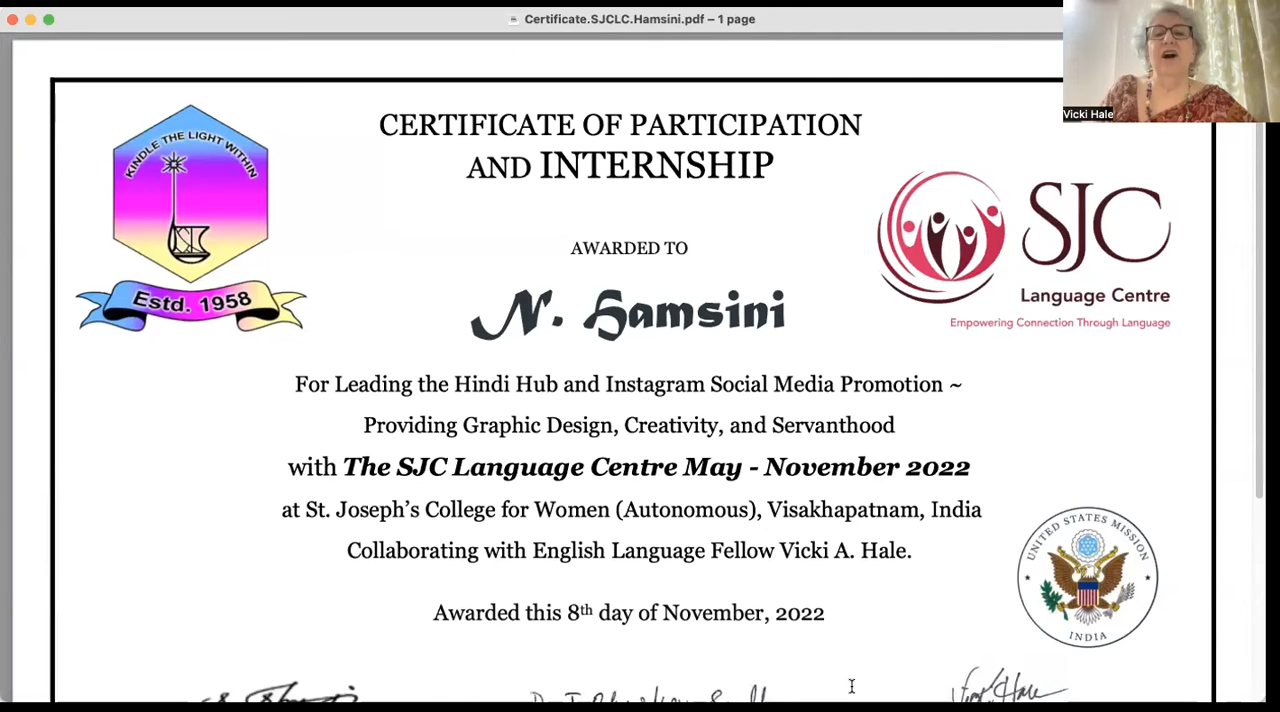 Certificate.SJCLC.Hamsini.pdf – 1 page
Vicki Hale
KINDLE THE LIGHT WITHIN
Estd. 1958
CERTIFICATE OF PARTICIPATION
AND INTERNSHIP
SJC
Language Centre
Empowering Connection Through Language
AWARDED TO
N. Hamsini
For Leading the Hindi Hub and Instagram Social Media Promotion ~
Providing Graphic Design, Creativity, and Servanthood
with The SJC Language Centre May - November 2022
at St. Joseph’s College for Women (Autonomous), Visakhapatnam, India
Collaborating with English Language Fellow Vicki A. Hale.
UNITED STATES MISSION
INDIA
Awarded this 8th day of November, 2022